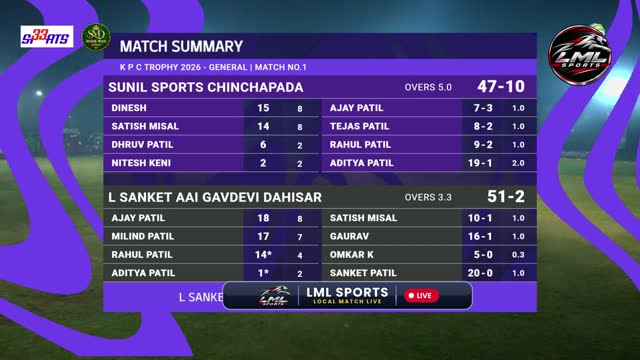 33
SPORTS
LML
SPORTS
MATCH SUMMARY
K P C TROPHY 2026 - GENERAL | MATCH NO.1
SUNIL SPORTS CHINCHAPADA OVERS 5.0 47-10
DINESH 15 8 AJAY PATIL 7-3 1.0
SATISH MISAL 14 8 TEJAS PATIL 8-2 1.0
DHRUV PATIL 6 2 RAHUL PATIL 9-2 1.0
NITESH KENI 2 2 ADITYA PATIL 19-1 2.0
L SANKET AAI GAVDEVI DAHISAR OVERS 3.3 51-2
AJAY PATIL 18 8 SATISH MISAL 10-1 1.0
MILIND PATIL 17 7 GAURAV 16-1 1.0
RAHUL PATIL 14* 4 OMKAR K 5-0 0.3
ADITYA PATIL 1* 2 SANKET PATIL 20-0 1.0
L SANKE
LML
SPORTS
LML SPORTS
LOCAL MATCH LIVE
LIVE